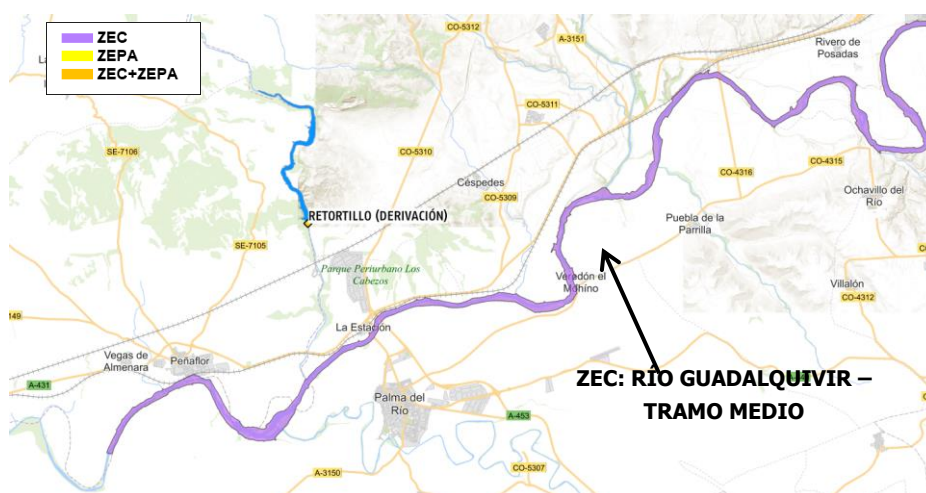 ZEC
ZEPA
ZEC+ZEPA
CO-5312
A-3151
Rivero de
Posadas
La
CO-5311
SE-7106
CO-5310
CO-4315
Céspedes
CO-4316
CO-5309
Ochavillo del
Río
RETORTILLO (DERIVACIÓN)
Puebla de la
Parrilla
SE-7105
Parque Periurbano Los
Cabezos
Veredón el
Mohino
Villalón
CO-4312
149
La Estación
Vegas de
Almenara
Peñaflor
ZEC: RÍO GUADALQUIVIR –
TRAMO MEDIO
A-431
Palma del
Río
A-453
CO-5307
A-3150